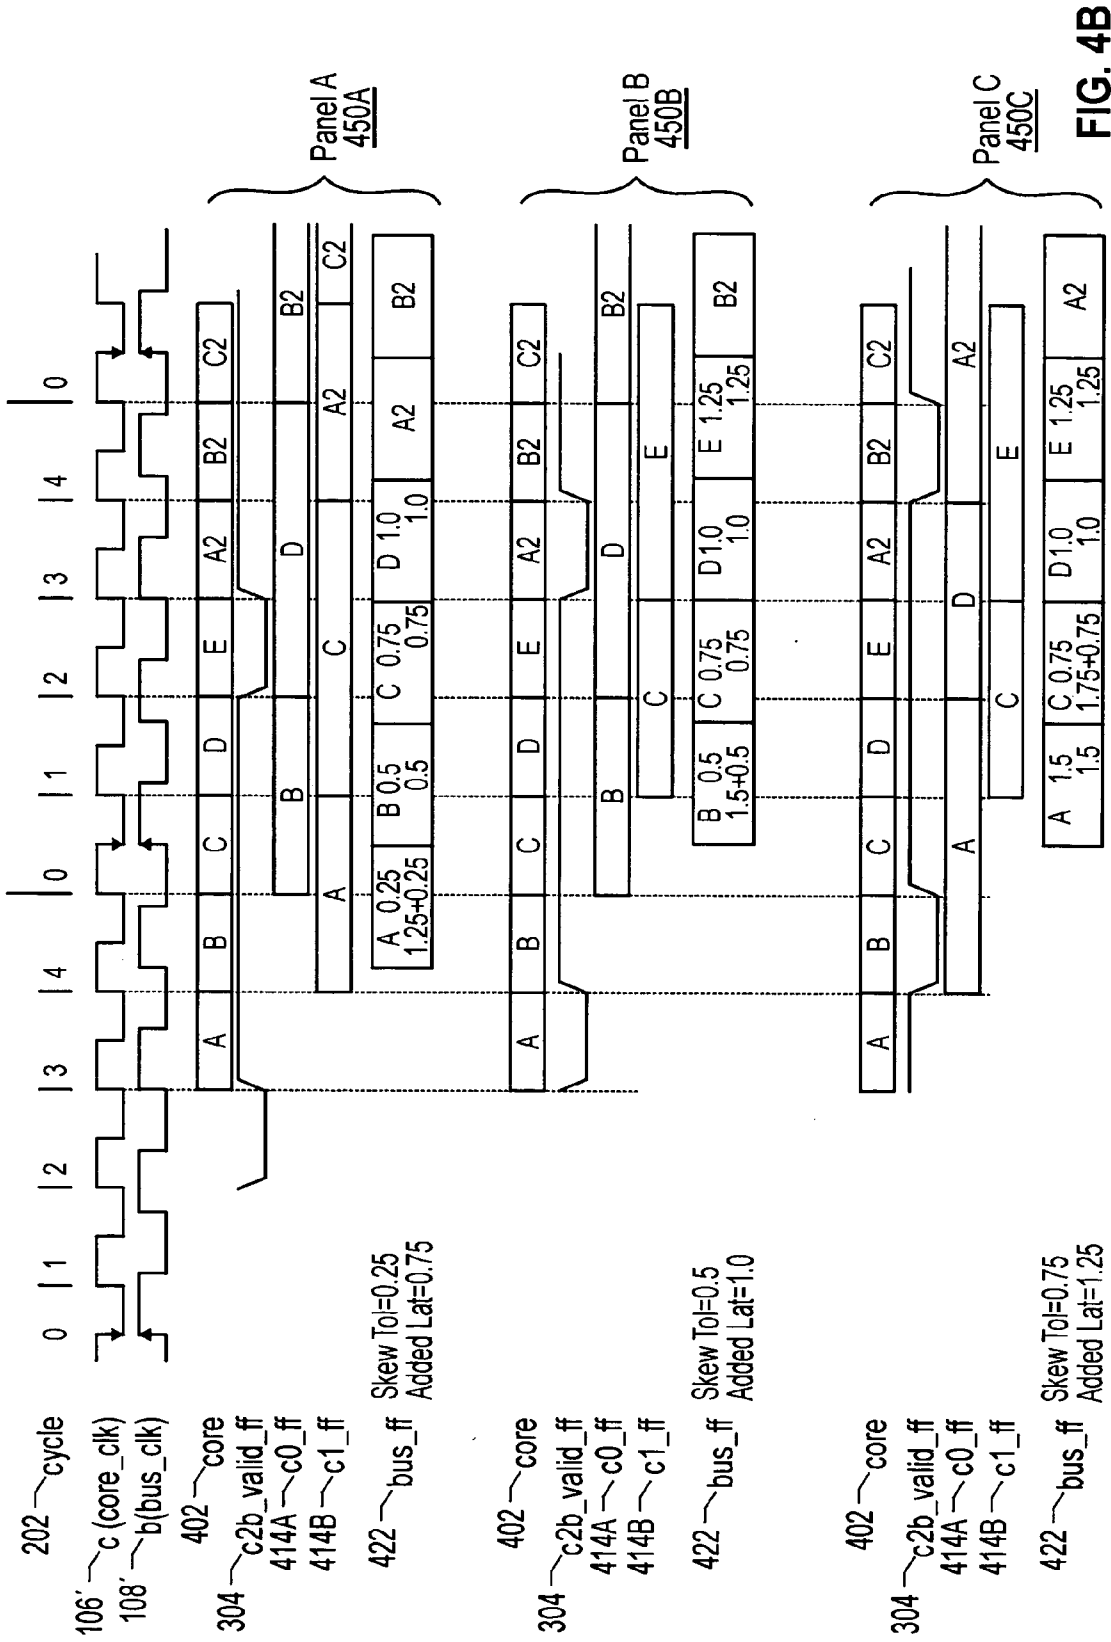 202 cycle 0 |1 |2 |3 |4 | 0 |1 |2 |3 |4 | 0
106' c (core_clk)
108' b(bus_clk)
402 core A B C D E A2 B2 C2
304 c2b_valid_ff
414A c0_ff B D B2
414B c1_ff A C A2 C2
422 bus_ff Skew Tol=0.25 A 0.25 B 0.5 C 0.75 D 1.0 A2 B2
Added Lat=0.75 1.25+0.25 0.5 0.75 1.0
Panel A
450A
402 core A B C D E A2 B2 C2
304 c2b_valid_ff
414A c0_ff B D B2
414B c1_ff C E
422 bus_ff Skew Tol=0.5 B 0.5 C 0.75 D1.0 E 1.25 B2
Added Lat=1.0 1.5+0.5 0.75 1.0 1.25
Panel B
450B
402 core A B C D E A2 B2 C2
304 c2b_valid_ff
414A c0_ff A D A2
414B c1_ff C E
422 bus_ff Skew Tol=0.75 A 1.5 C 0.75 D1.0 E 1.25 A2
Added Lat=1.25 1.5 1.75+0.75 1.0 1.25
Panel C
450C
FIG. 4B